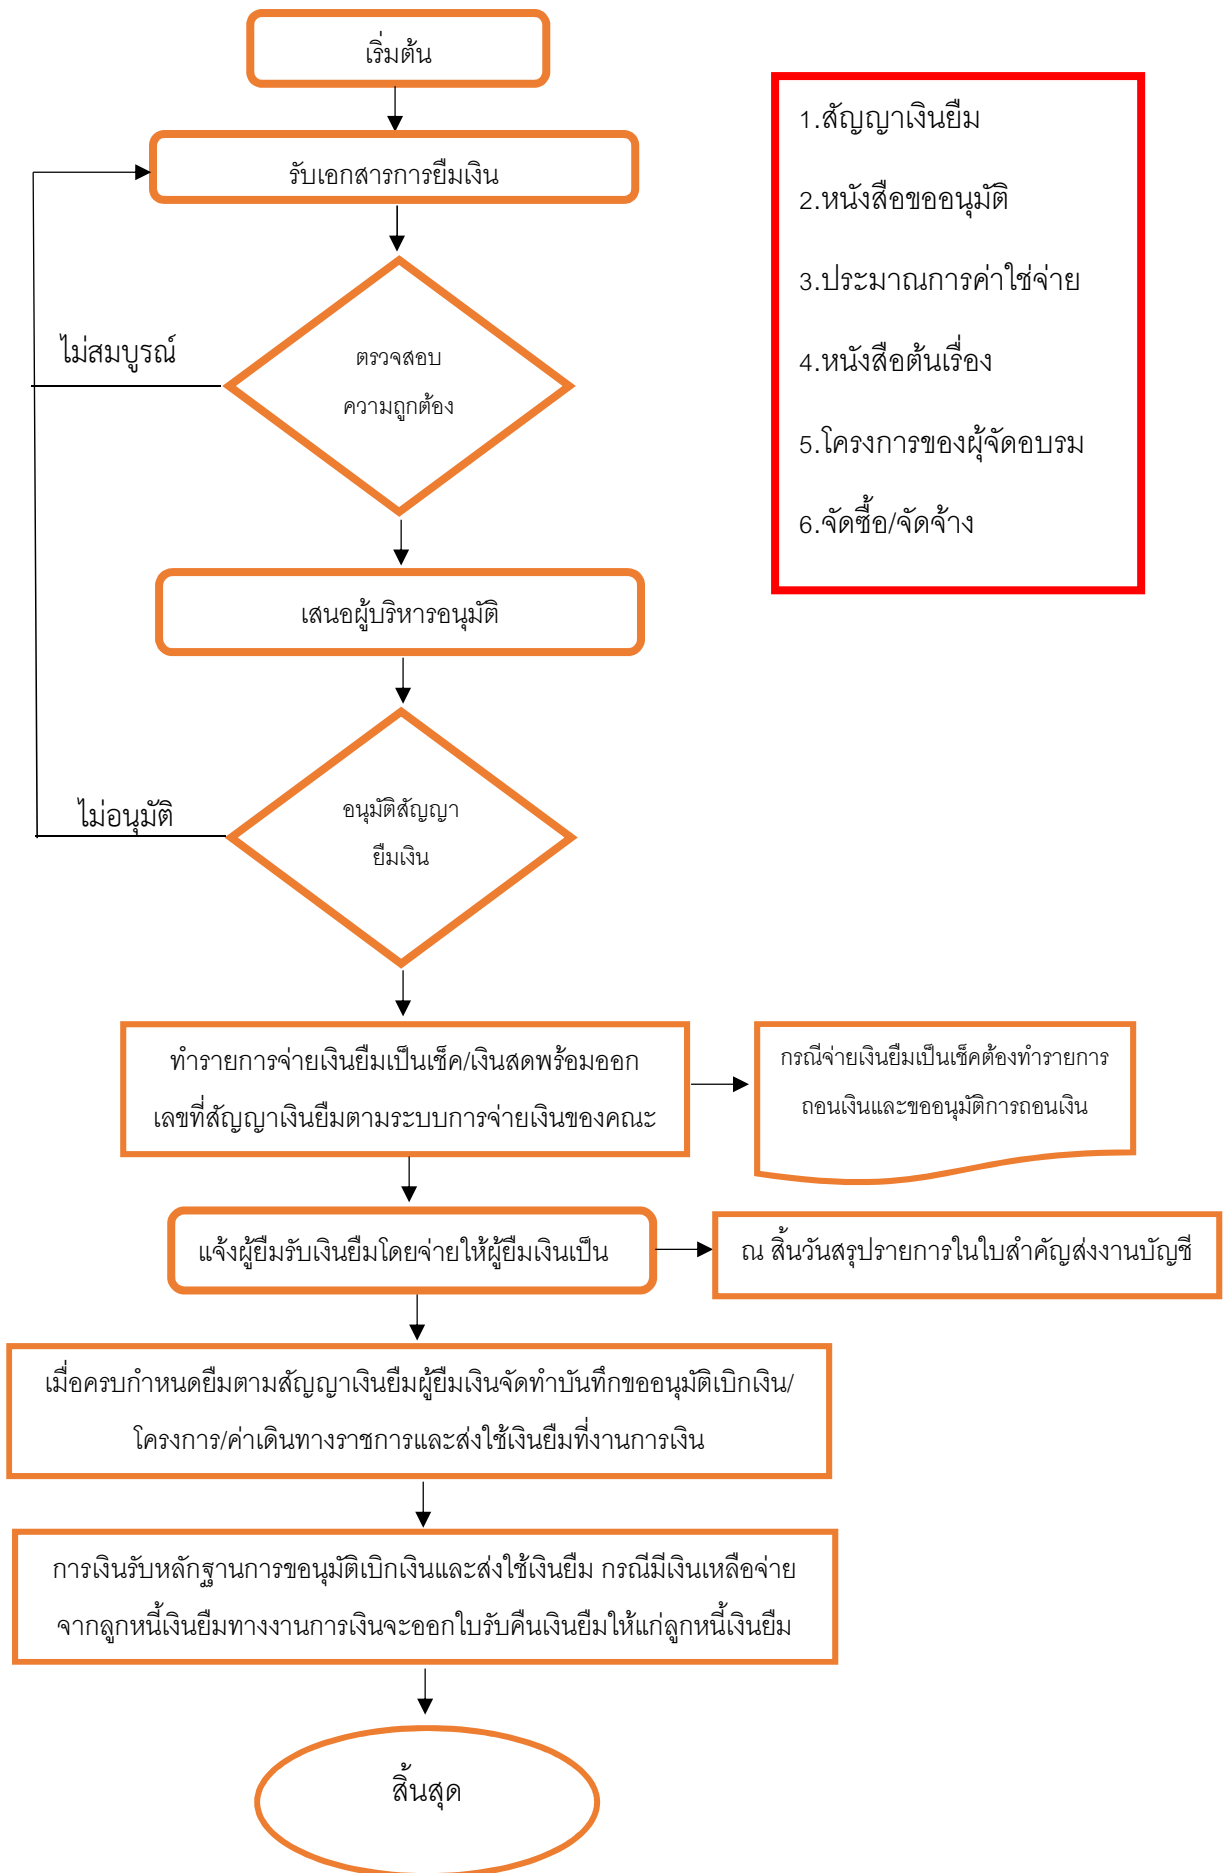 เริ่มต้น
รับเอกสารการยืมเงิน
1.สัญญาเงินยืม
2.หนังสือขออนุมัติ
3.ประมาณการค่าใช่จ่าย
4.หนังสือต้นเรื่อง
5.โครงการของผุ้จัดอบรม
6.จัดซื้อ/จัดจ้าง
ไม่สมบูรณ์
ตรวจสอบ
ความถูกต้อง
เสนอผู้บริหารอนุมัติ
ไม่อนุมัติ
อนุมัติสัญญา
ยืมเงิน
ทำรายการจ่ายเงินยืมเป็นเช็ค/เงินสดพร้อมออก
เลขที่สัญญาเงินยืมตามระบบการจ่ายเงินของคณะ
กรณีจ่ายเงินยืมเป็นเช็คต้องทำรายการ
ถอนเงินและขออนุมัติการถอนเงิน
แจ้งผู้ยืมรับเงินยืมโดยจ่ายให้ผู้ยืมเงินเป็น
ณ สิ้นวันสรุปรายการในใบสำคัญส่งงานบัญชี
เมื่อครบกำหนดยืมตามสัญญาเงินยืมผู้ยืมเงินจัดทำบันทึกขออนุมัติเบิกเงิน/
โครงการ/ค่าเดินทางราชการและส่งใช้เงินยืมที่งานการเงิน
การเงินรับหลักฐานการขอนุมัติเบิกเงินและส่งใช้เงินยืม กรณีมีเงินเหลือจ่าย
จากลูกหนี้เงินยืมทางงานการเงินจะออกใบรับคืนเงินยืมให้แก่ลูกหนี้เงินยืม
สิ้นสุด